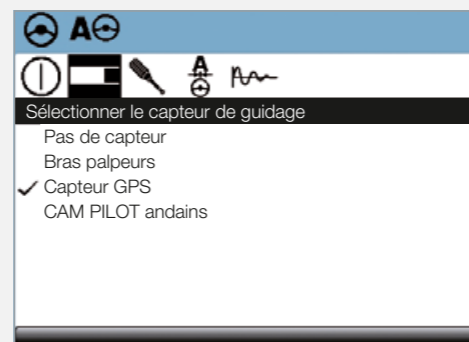 A
A
Sélectionner le capteur de guidage
Pas de capteur
Bras palpeurs
Capteur GPS
CAM PILOT andains